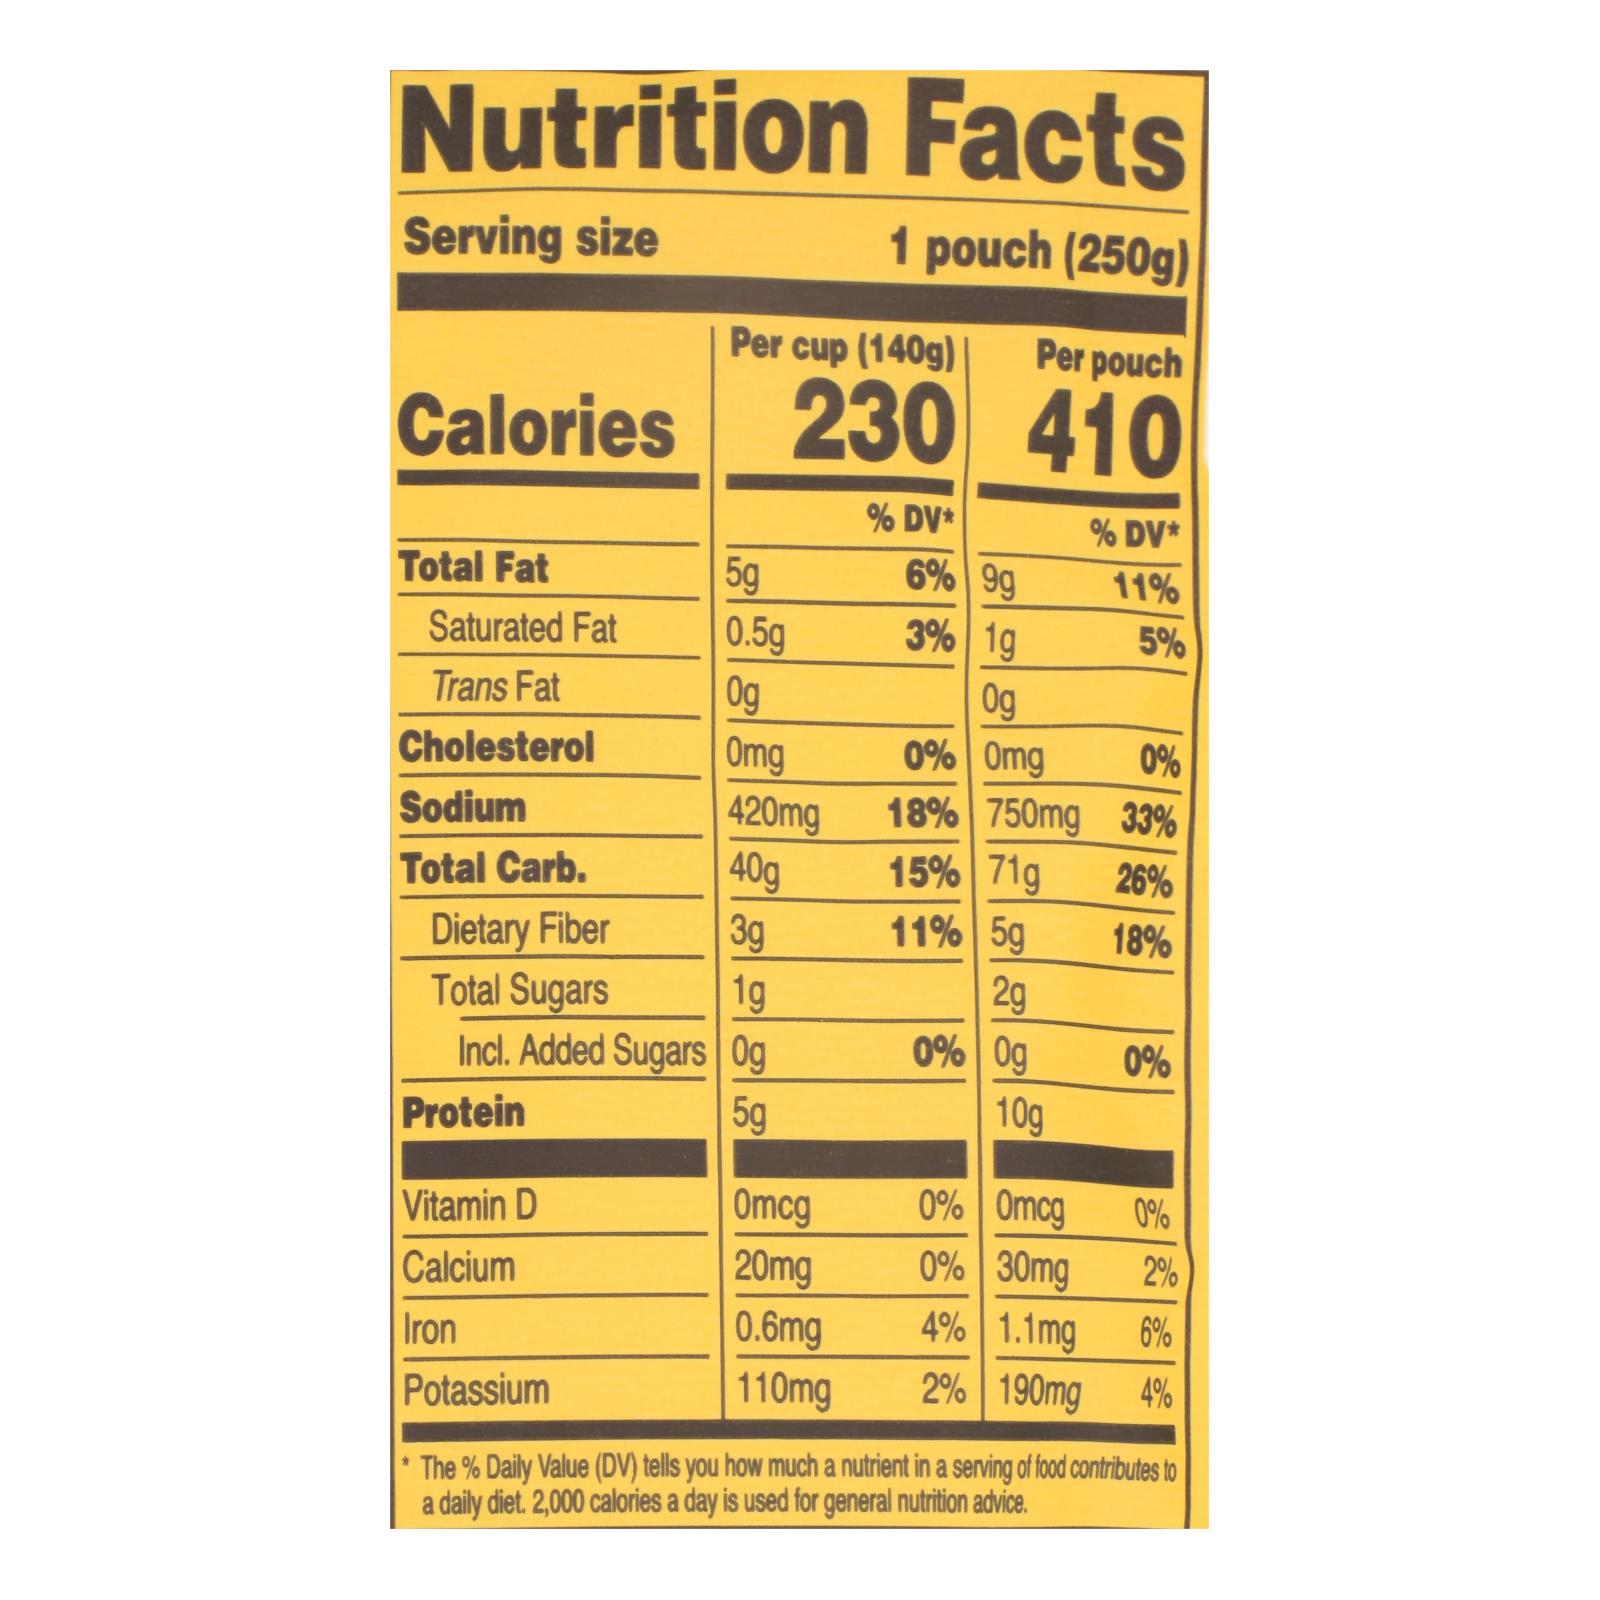 Nutrition Facts
Serving size 1 pouch (250g)
Per cup (140g) Per pouch
Calories 230 410
% DV* % DV*
Total Fat 5g 6% 9g 11%
Saturated Fat 0.5g 3% 1g 5%
Trans Fat 0g 0g
Cholesterol 0mg 0% 0mg 0%
Sodium 420mg 18% 750mg 33%
Total Carb. 40g 15% 71g 26%
Dietary Fiber 3g 11% 5g 18%
Total Sugars 1g 2g
Incl. Added Sugars 0g 0% 0g 0%
Protein 5g 10g
Vitamin D 0mcg 0% 0mcg 0%
Calcium 20mg 0% 30mg 2%
Iron 0.6mg 4% 1.1mg 6%
Potassium 110mg 2% 190mg 4%
* The % Daily Value (DV) tells you how much a nutrient in a serving of food contributes to
a daily diet. 2,000 calories a day is used for general nutrition advice.